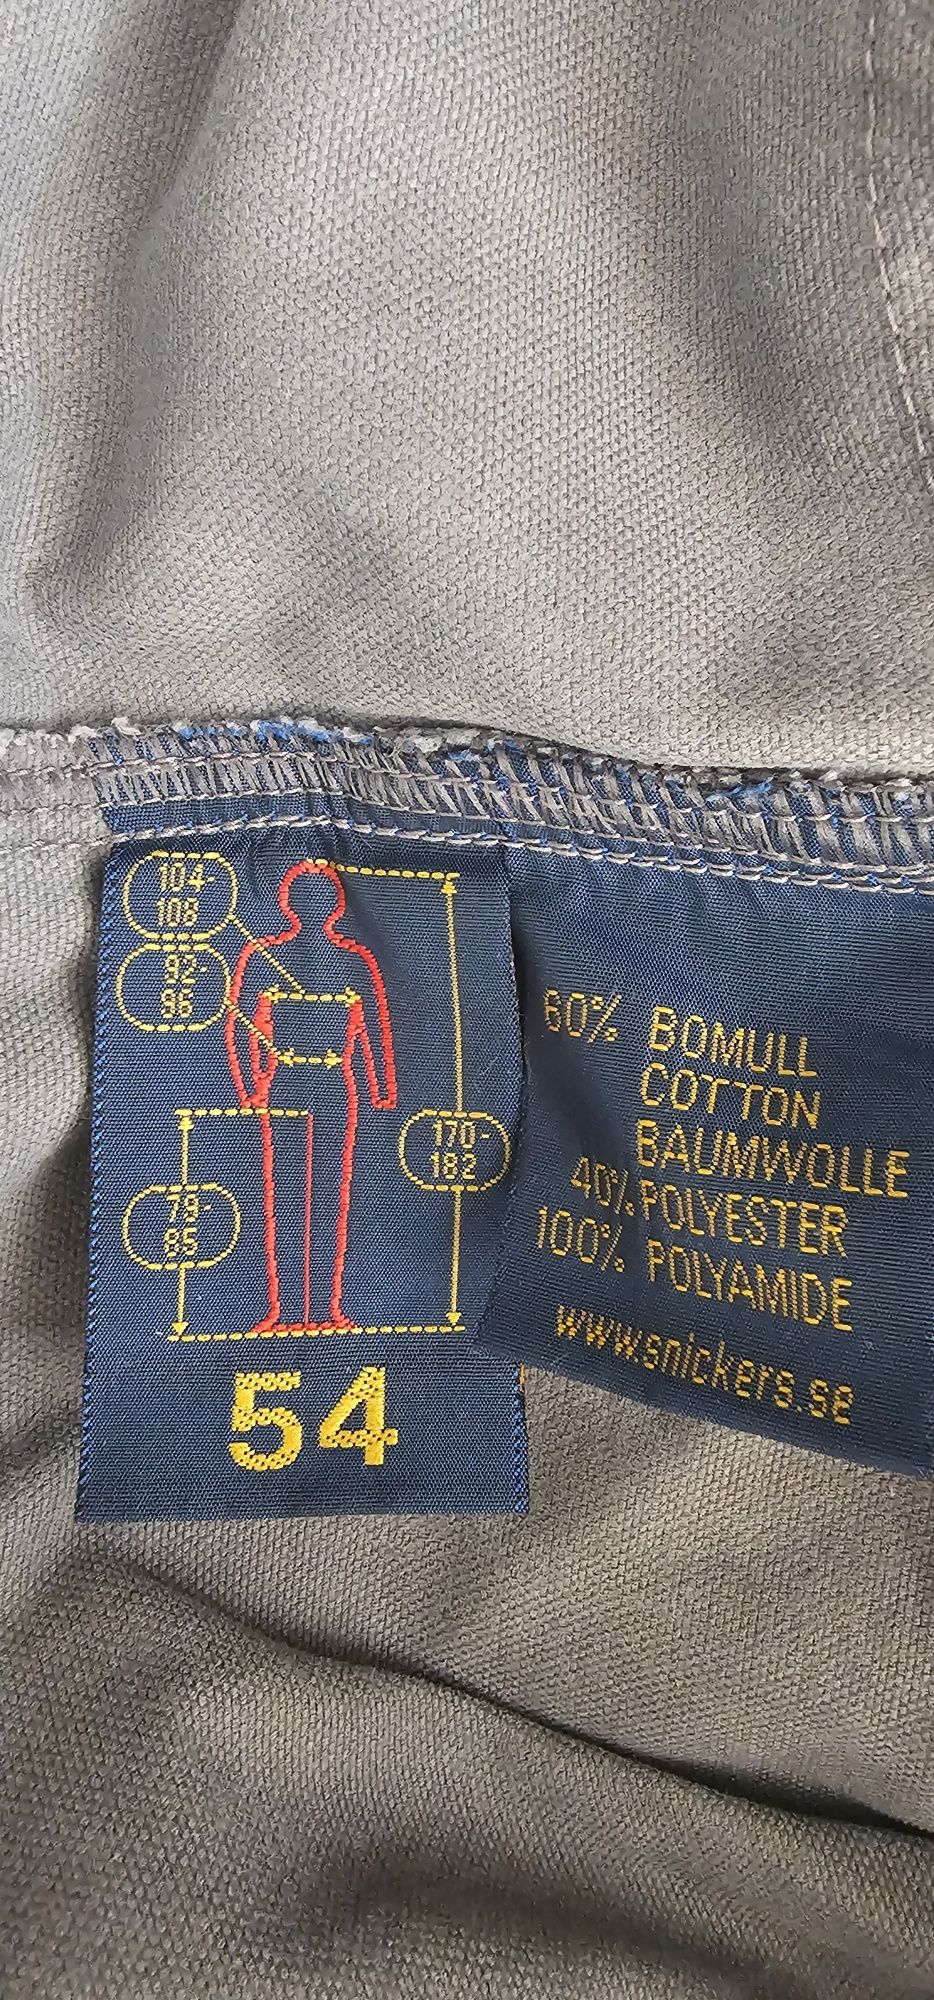 104-
108
92-
96
170-
182
79-
85
54
60% BOMULL
COTTON
BAUMWOLLE
40% POLYESTER
100% POLYAMIDE
www.snickers.se